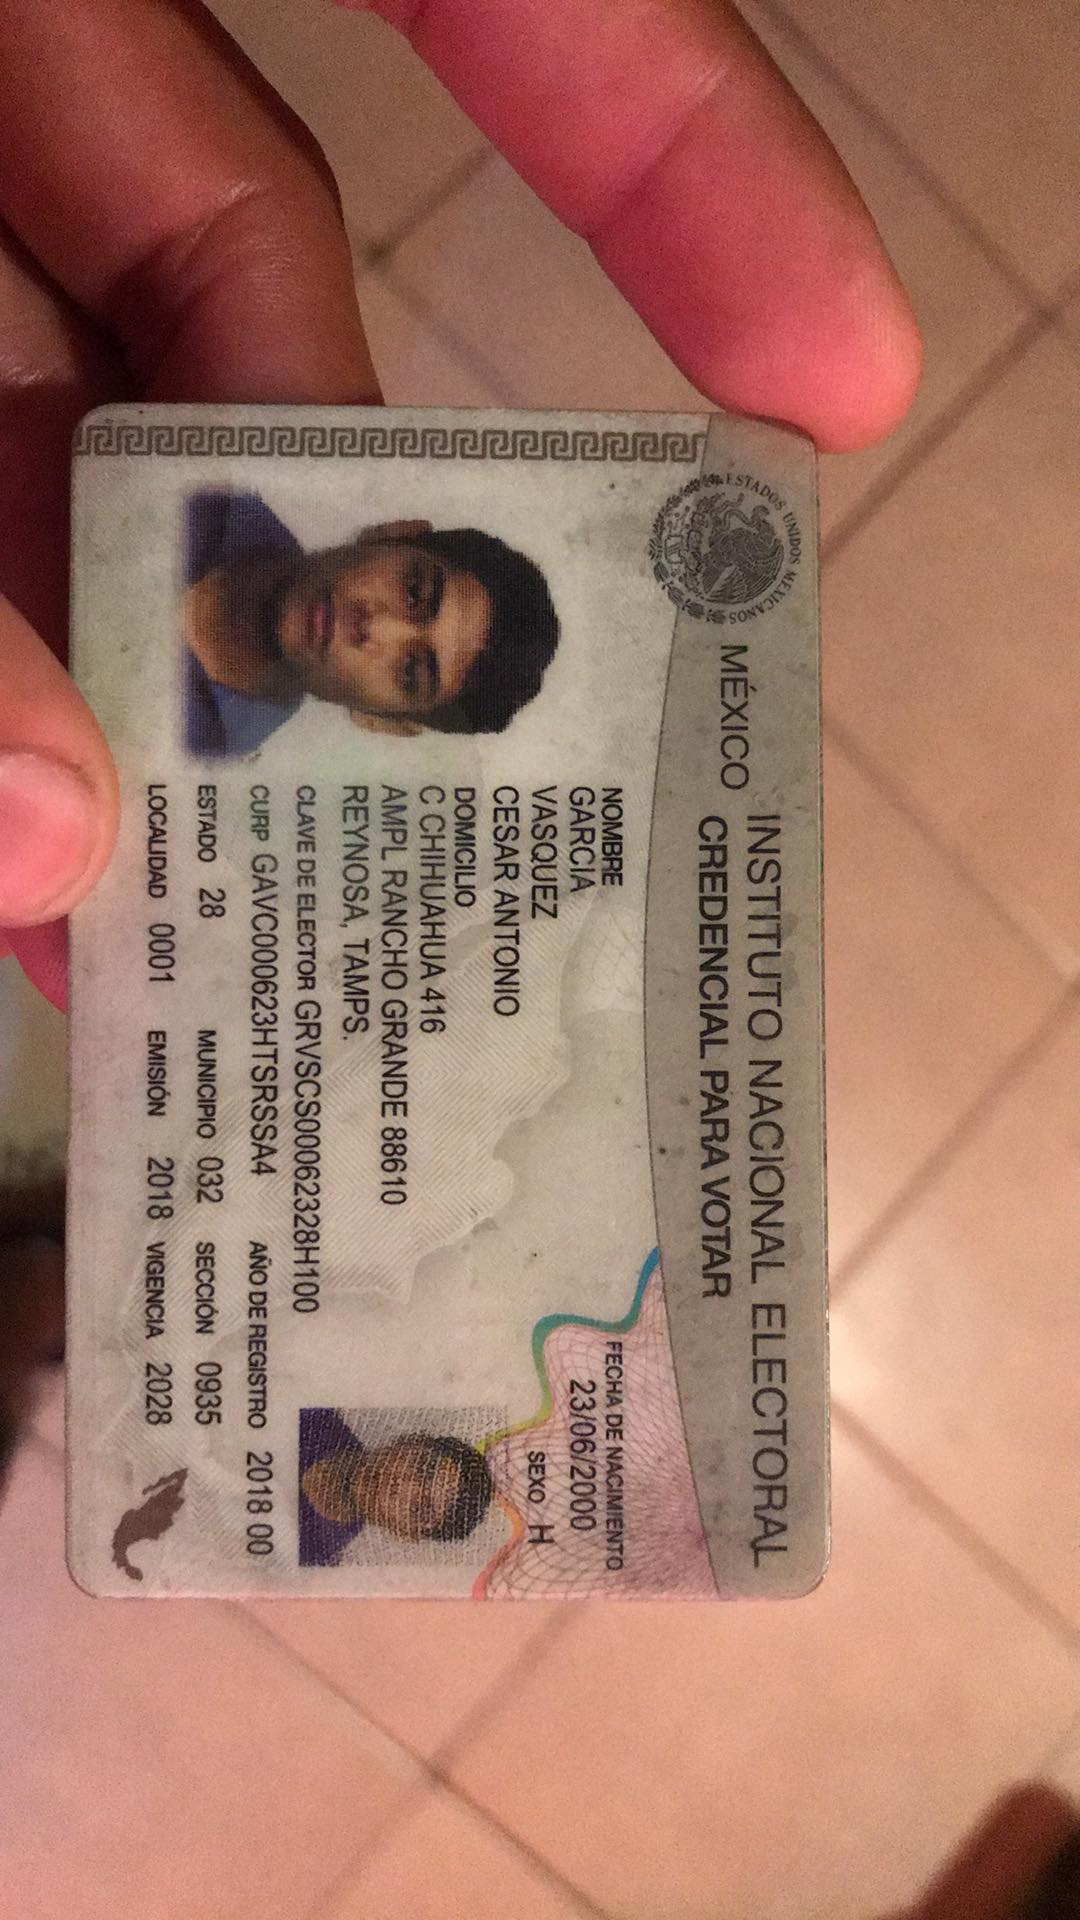 ESTADOS UNIDOS MEXICANOS
MÉXICO INSTITUTO NACIONAL ELECTORAL
CREDENCIAL PARA VOTAR
NOMBRE
GARCIA
VASQUEZ
CESAR ANTONIO
FECHA DE NACIMIENTO
23/06/2000
SEXO H
DOMICILIO
C CHIHUAHUA 416
AMPL RANCHO GRANDE 88610
REYNOSA, TAMPS.
CLAVE DE ELECTOR GRVSCS00062328H100
CURP GAVC000623HTSRSSA4 AÑO DE REGISTRO 2018 00
ESTADO 28 MUNICIPIO 032 SECCIÓN 0935
LOCALIDAD 0001 EMISIÓN 2018 VIGENCIA 2028